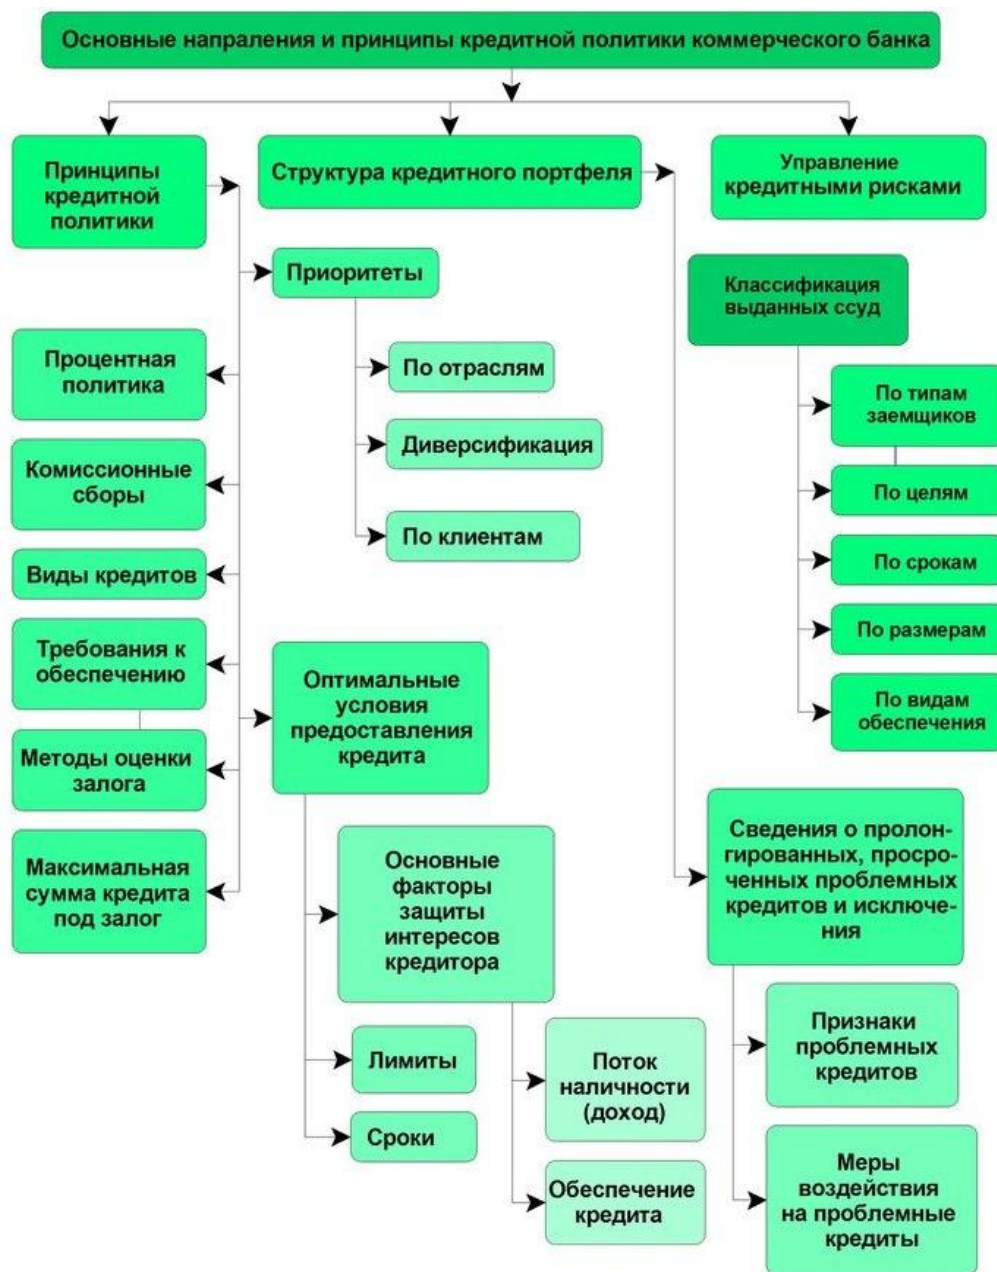 Основные напраления и принципы кредитной политики коммерческого банка
Принципы
кредитной
политики
Структура кредитного портфеля
Управление
кредитными рисками
Приоритеты
Классификация
выданных ссуд
Процентная
политика
По отраслям
По типам
заемщиков
Комиссионные
сборы
Диверсификация
По целям
По клиентам
Виды кредитов
По срокам
Требования к
обеспечению
По размерам
Оптимальные
условия
предоставления
кредита
По видам
обеспечения
Методы оценки
залога
Максимальная
сумма кредита
под залог
Основные
факторы
защиты
интересов
кредитора
Сведения о пролон-
гированных, просро-
ченных проблемных
кредитов и исключе-
ния
Лимиты
Сроки
Поток
наличности
(доход)
Обеспечение
кредита
Признаки
проблемных
кредитов
Меры
воздействия
на проблемные
кредиты